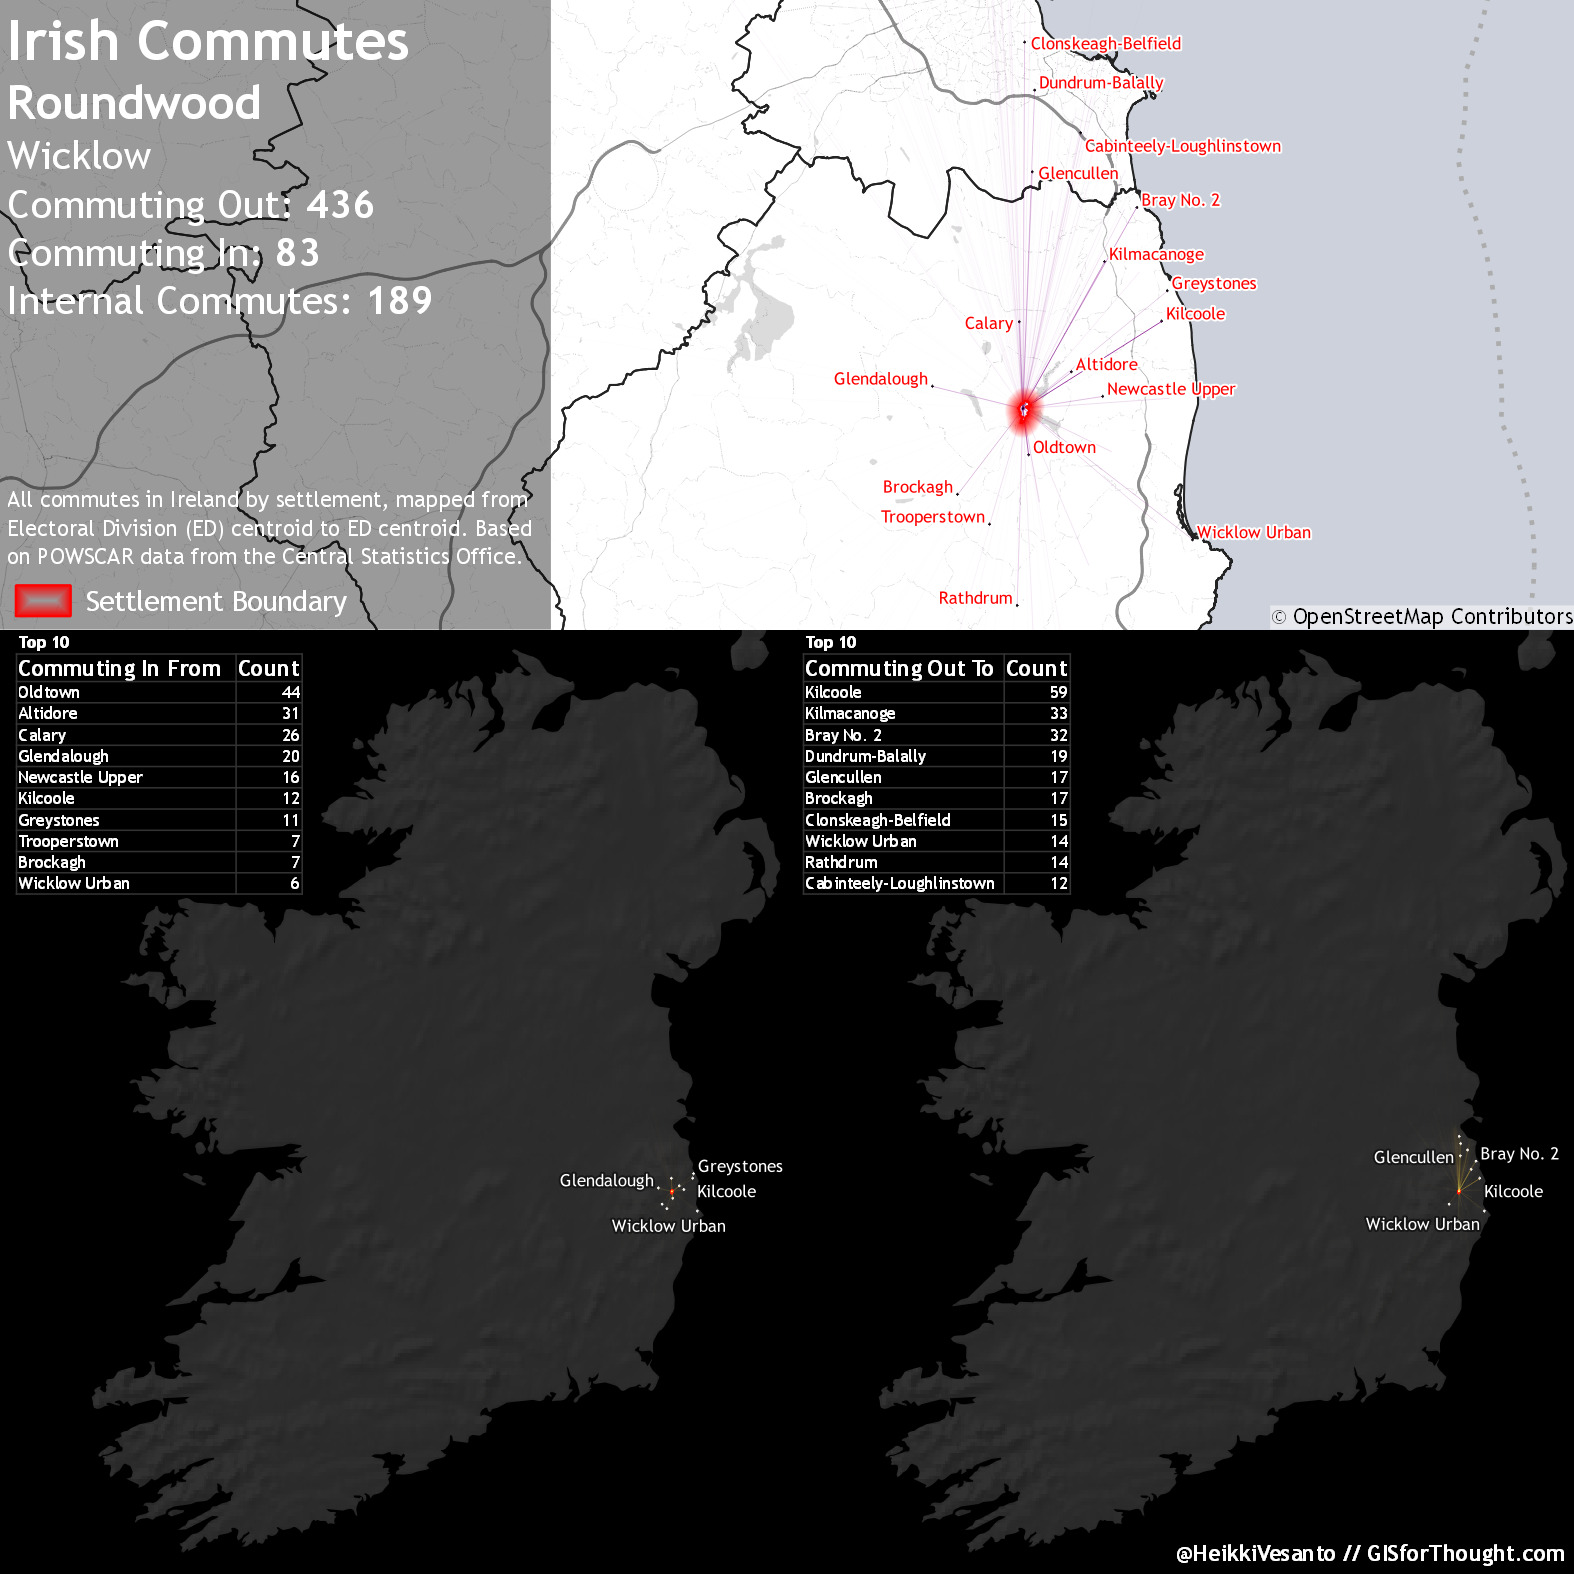 Irish Commutes
Roundwood
Wicklow
Commuting Out: 436
Commuting In: 83
Internal Commutes: 189
All commutes in Ireland by settlement, mapped from
Electoral Division (ED) centroid to ED centroid. Based
on POWSCAR data from the Central Statistics Office.
Settlement Boundary
Clonskeagh-Belfield
Dundrum-Balally
Cabinteely-Loughlinstown
Glencullen
Bray No. 2
Kilmacanoge
Greystones
Kilcoole
Calary
Altidore
Glendalough
Newcastle Upper
Oldtown
Brockagh
Trooperstown
Wicklow Urban
Rathdrum
© OpenStreetMap Contributors
Top 10
Commuting In From Count
Oldtown 44
Altidore 31
Calary 26
Glendalough 20
Newcastle Upper 16
Kilcoole 12
Greystones 11
Trooperstown 7
Brockagh 7
Wicklow Urban 6
Greystones
Glendalough
Kilcoole
Wicklow Urban
Top 10
Commuting Out To Count
Kilcoole 59
Kilmacanoge 33
Bray No. 2 32
Dundrum-Balally 19
Glencullen 17
Brockagh 17
Clonskeagh-Belfield 15
Wicklow Urban 14
Rathdrum 14
Cabinteely-Loughlinstown 12
Glencullen
Bray No. 2
Kilcoole
Wicklow Urban
@HeikkiVesanto // GISforThought.com